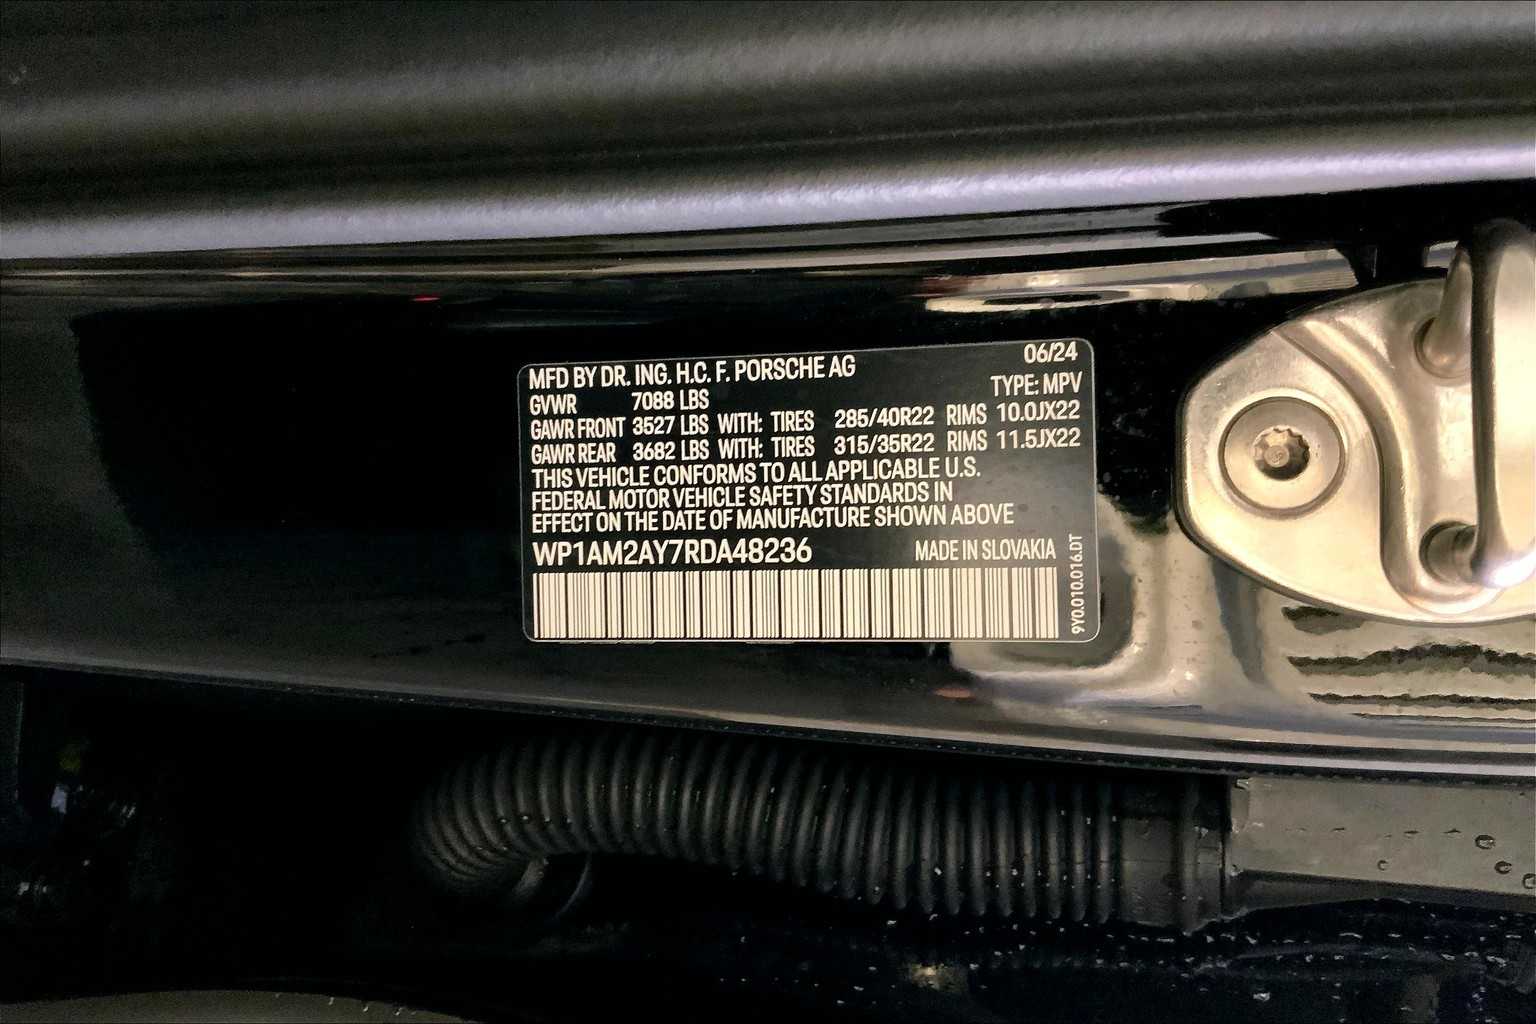 MFD BY DR. ING. H.C. F. PORSCHE AG 06/24
GVWR 7088 LBS TYPE: MPV
GAWR FRONT 3527 LBS WITH: TIRES 285/40R22 RIMS 10.0JX22
GAWR REAR 3682 LBS WITH: TIRES 315/35R22 RIMS 11.5JX22
THIS VEHICLE CONFORMS TO ALL APPLICABLE U.S.
FEDERAL MOTOR VEHICLE SAFETY STANDARDS IN
EFFECT ON THE DATE OF MANUFACTURE SHOWN ABOVE
WP1AM2AY7RDA48236 MADE IN SLOVAKIA
9Y0.010.016.DT